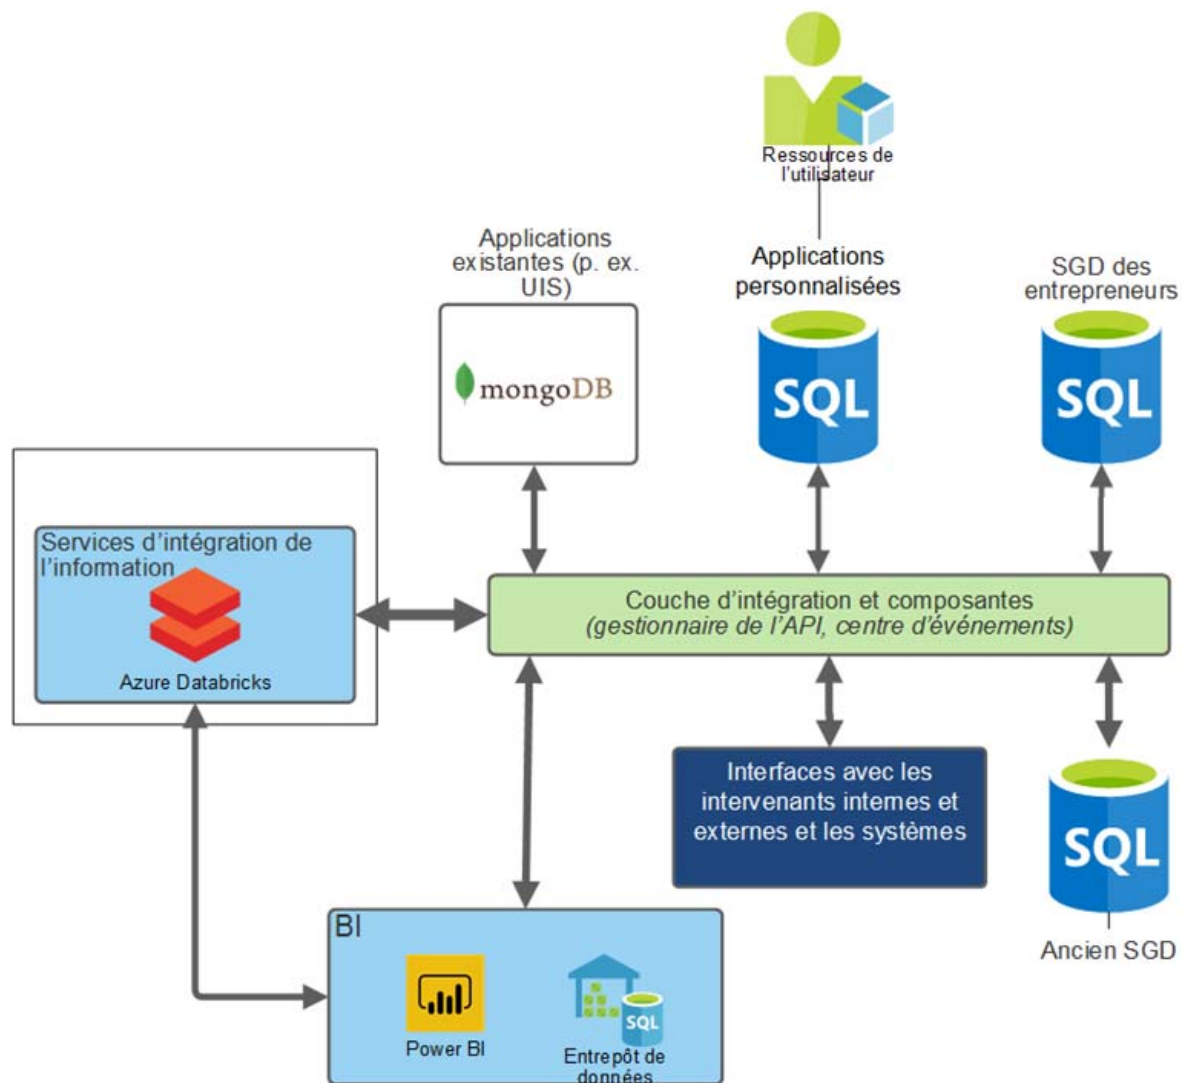 Ressources de
l'utilisateur
Applications
existantes (p. ex.
UIS)
Applications
personnalisées
SGD des
entrepreneurs
mongoDB
SQL
SQL
Services d'intégration de
l'information
Azure Databricks
Couche d'intégration et composantes
(gestionnaire de l'API, centre d'événements)
Interfaces avec les
intervenants internes et
externes et les systèmes
SQL
Ancien SGD
BI
Power BI
SQL
Entrepôt de
données